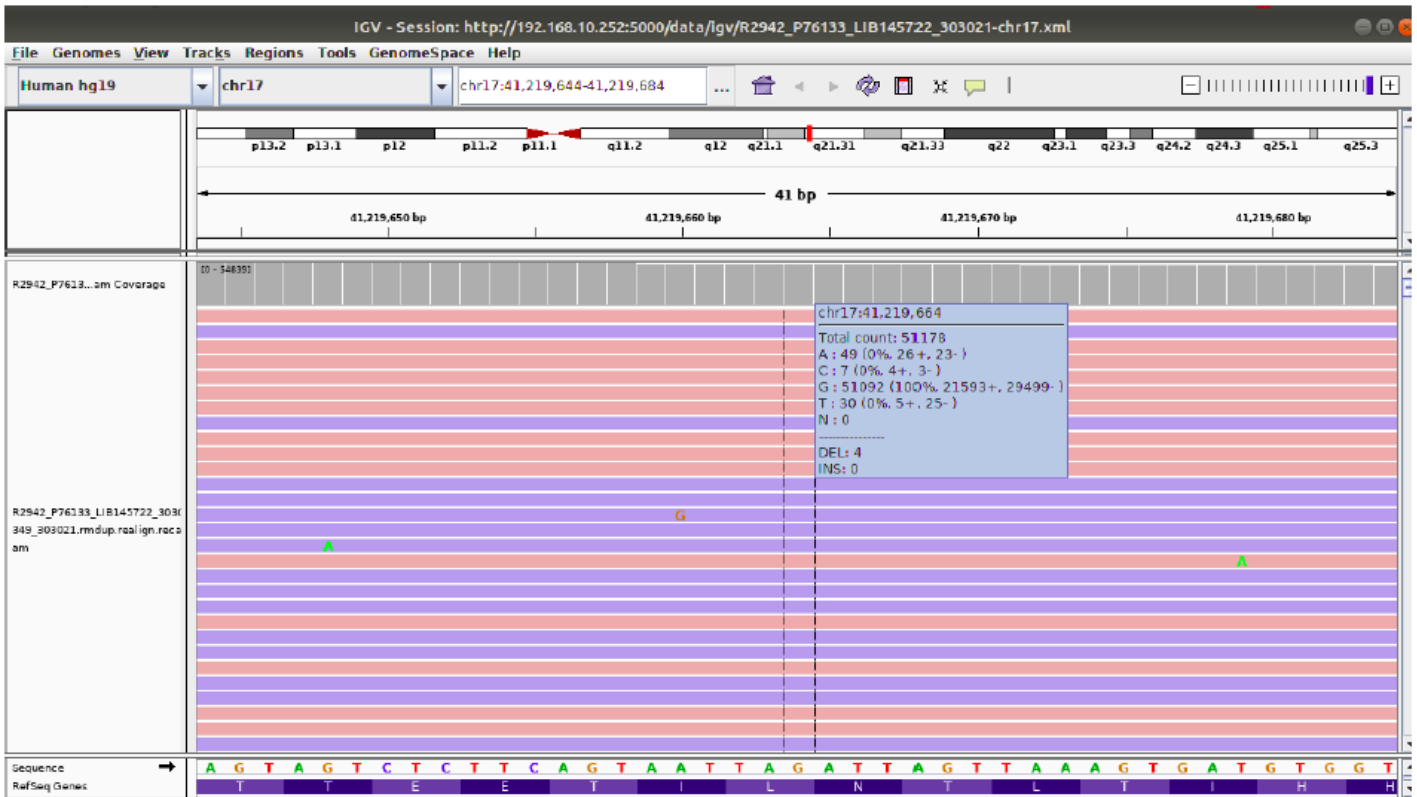 IGV - Session: http://192.168.10.252:5000/data/igv/R2942_P76133_LIB145722_303021-chr17.xml
File Genomes View Tracks Regions Tools GenomeSpace Help
Human hg19 chr17 chr17:41,219,644-41,219,684 ...
p13.2 p13.1 p12 p11.2 p11.1 q11.2 q12 q21.1 q21.31 q21.33 q22 q23.1 q23.3 q24.2 q24.3 q25.1 q25.3
41 bp
41,219,650 bp 41,219,660 bp 41,219,670 bp 41,219,680 bp
[0 - 54839]
R2942_P7613...am Coverage
chr17:41,219,664
Total count: 51178
A : 49 (0%, 26+, 23- )
C : 7 (0%, 4+, 3- )
G : 51092 (100%, 21593+, 29499- )
T : 30 (0%, 5+, 25- )
N : 0
---------------
DEL: 4
INS: 0
R2942_P76133_LIB145722_3030
G
349_303021.rmdup.realign.reca
am
A
A
Sequence A G T A G T C T C T T C A G T A A T T A G A T T A G T T A A A G T G A T G T G G T
RefSeq Genes T T E E T I L N T L T I H H